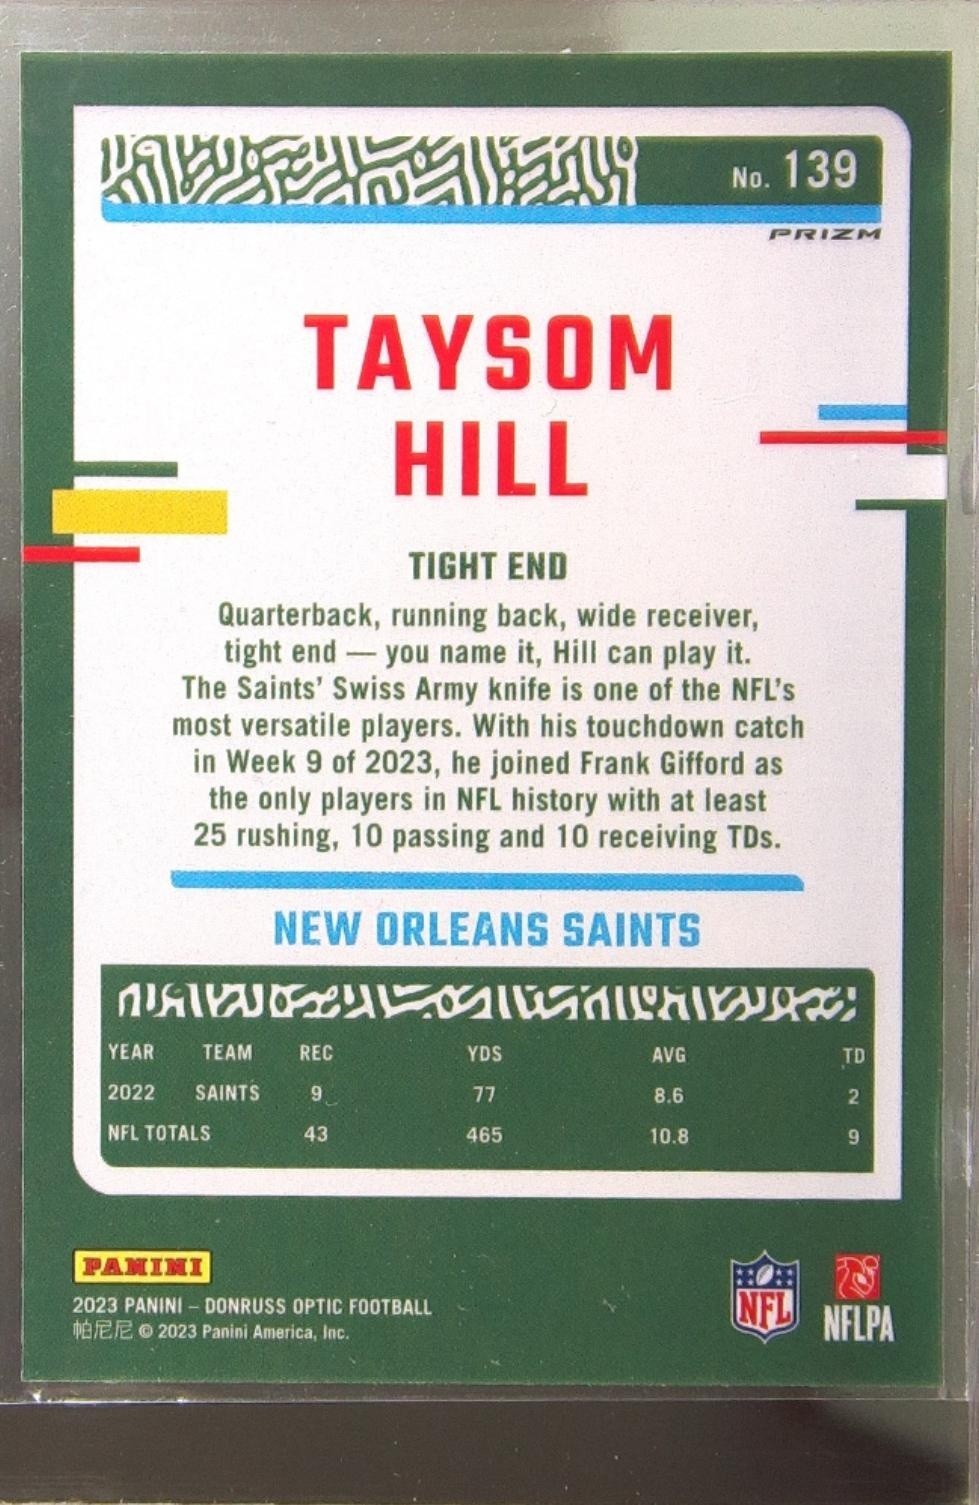 No. 139
PRIZM
TAYSOM
HILL
TIGHT END
Quarterback, running back, wide receiver,
tight end — you name it, Hill can play it.
The Saints' Swiss Army knife is one of the NFL's
most versatile players. With his touchdown catch
in Week 9 of 2023, he joined Frank Gifford as
the only players in NFL history with at least
25 rushing, 10 passing and 10 receiving TDs.
NEW ORLEANS SAINTS
YEAR TEAM REC YDS AVG TD
2022 SAINTS 9 77 8.6 2
NFL TOTALS 43 465 10.8 9
PANINI
2023 PANINI – DONRUSS OPTIC FOOTBALL
帕尼尼 © 2023 Panini America, Inc.
NFL
NFLPA